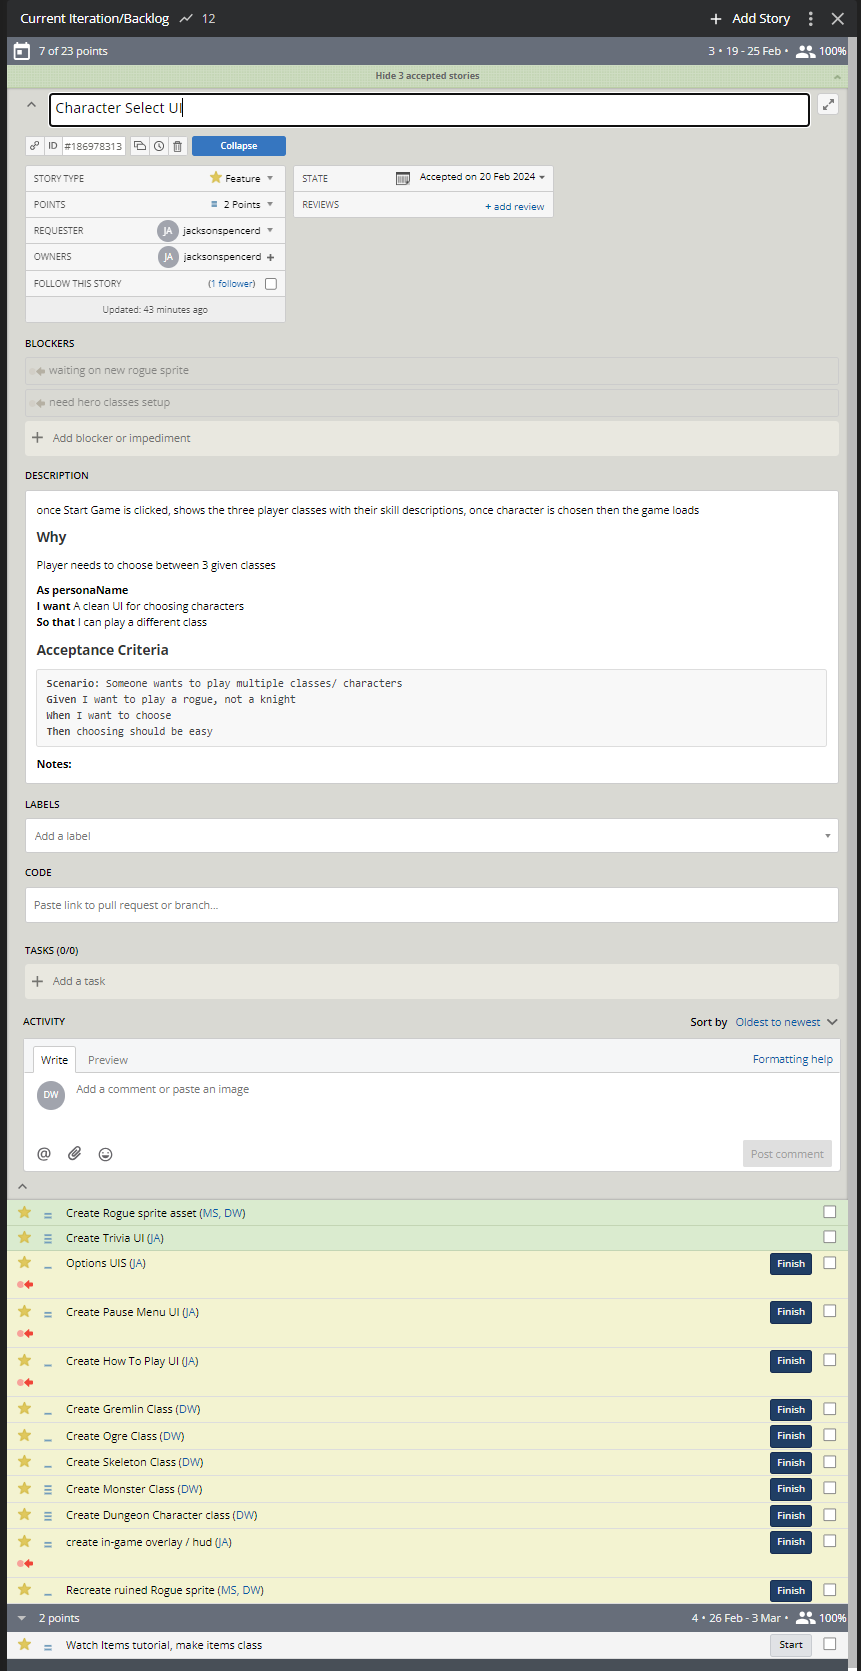 Current Iteration/Backlog 12 + Add Story
7 of 23 points 3 • 19 - 25 Feb • 100%
Hide 3 accepted stories
Character Select UI
ID #186978313 Collapse
STORY TYPE Feature
POINTS 2 Points
REQUESTER JA jacksonspencerd
OWNERS JA jacksonspencerd +
FOLLOW THIS STORY (1 follower)
Updated: 43 minutes ago
STATE Accepted on 20 Feb 2024
REVIEWS + add review
BLOCKERS
waiting on new rogue sprite
need hero classes setup
+ Add blocker or impediment
DESCRIPTION
once Start Game is clicked, shows the three player classes with their skill descriptions, once character is chosen then the game loads
Why
Player needs to choose between 3 given classes
As personaName
I want A clean UI for choosing characters
So that I can play a different class
Acceptance Criteria
Scenario: Someone wants to play multiple classes/ characters
Given I want to play a rogue, not a knight
When I want to choose
Then choosing should be easy
Notes:
LABELS
Add a label
CODE
Paste link to pull request or branch...
TASKS (0/0)
+ Add a task
ACTIVITY Sort by Oldest to newest
Write Preview Formatting help
DW Add a comment or paste an image
@ Post comment
Create Rogue sprite asset (MS, DW)
Create Trivia UI (JA)
Options UIS (JA) Finish
Create Pause Menu UI (JA) Finish
Create How To Play UI (JA) Finish
Create Gremlin Class (DW) Finish
Create Ogre Class (DW) Finish
Create Skeleton Class (DW) Finish
Create Monster Class (DW) Finish
Create Dungeon Character class (DW) Finish
create in-game overlay / hud (JA) Finish
Recreate ruined Rogue sprite (MS, DW) Finish
2 points 4 • 26 Feb - 3 Mar • 100%
Watch Items tutorial, make items class Start